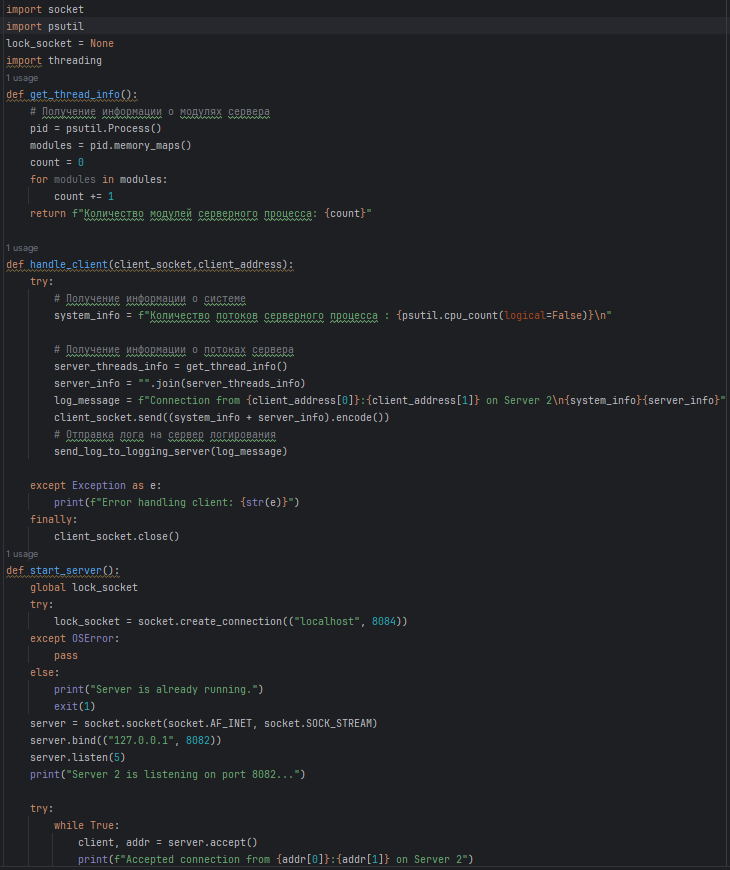 import socket
import psutil
lock_socket = None
import threading
1 usage
def get_thread_info():
    # Получение информации о модулях сервера
    pid = psutil.Process()
    modules = pid.memory_maps()
    count = 0
    for modules in modules:
        count += 1
    return f"Количество модулей серверного процесса: {count}"
1 usage
def handle_client(client_socket,client_address):
    try:
        # Получение информации о системе
        system_info = f"Количество потоков серверного процесса : {psutil.cpu_count(logical=False)}\n"
        # Получение информации о потоках сервера
        server_threads_info = get_thread_info()
        server_info = "".join(server_threads_info)
        log_message = f"Connection from {client_address[0]}:{client_address[1]} on Server 2\n{system_info}{server_info}"
        client_socket.send((system_info + server_info).encode())
        # Отправка лога на сервер логирования
        send_log_to_logging_server(log_message)
    except Exception as e:
        print(f"Error handling client: {str(e)}")
    finally:
        client_socket.close()
1 usage
def start_server():
    global lock_socket
    try:
        lock_socket = socket.create_connection(("localhost", 8084))
    except OSError:
        pass
    else:
        print("Server is already running.")
        exit(1)
    server = socket.socket(socket.AF_INET, socket.SOCK_STREAM)
    server.bind(("127.0.0.1", 8082))
    server.listen(5)
    print("Server 2 is listening on port 8082...")
    try:
        while True:
            client, addr = server.accept()
            print(f"Accepted connection from {addr[0]}:{addr[1]} on Server 2")